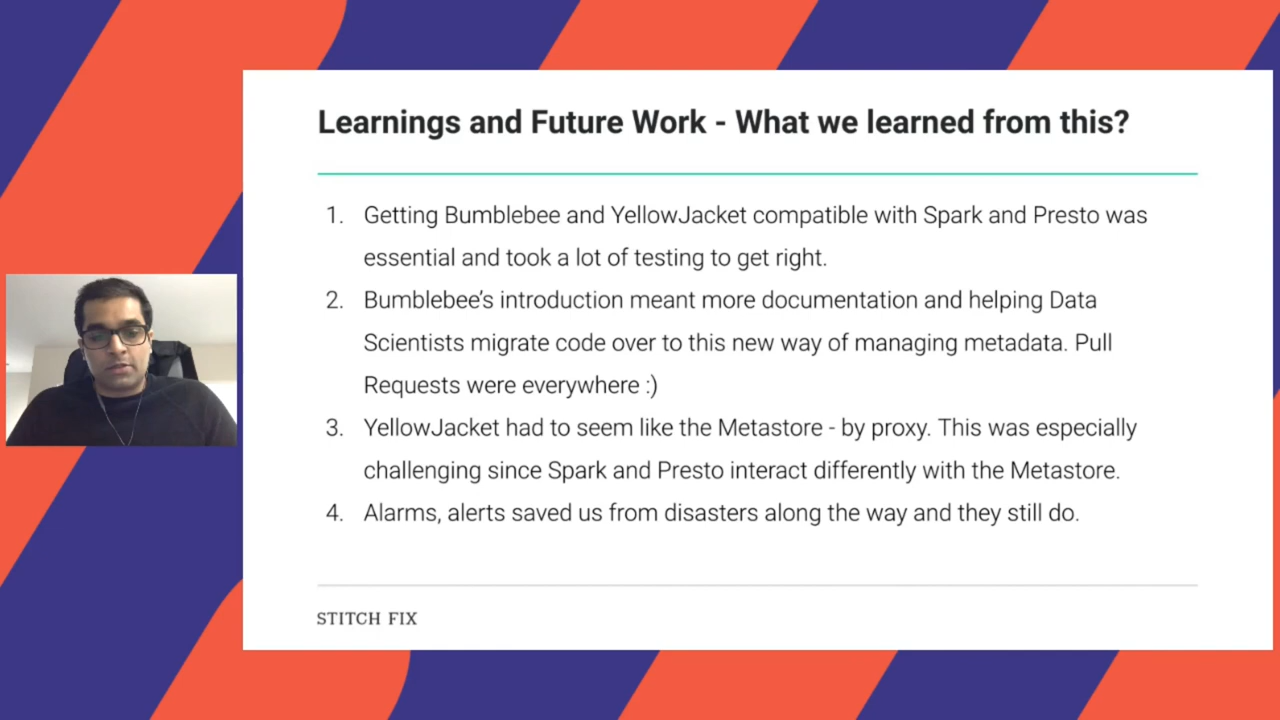 Learnings and Future Work - What we learned from this?
1. Getting Bumblebee and YellowJacket compatible with Spark and Presto was
essential and took a lot of testing to get right.
2. Bumblebee’s introduction meant more documentation and helping Data
Scientists migrate code over to this new way of managing metadata. Pull
Requests were everywhere :)
3. YellowJacket had to seem like the Metastore - by proxy. This was especially
challenging since Spark and Presto interact differently with the Metastore.
4. Alarms, alerts saved us from disasters along the way and they still do.
STITCH FIX